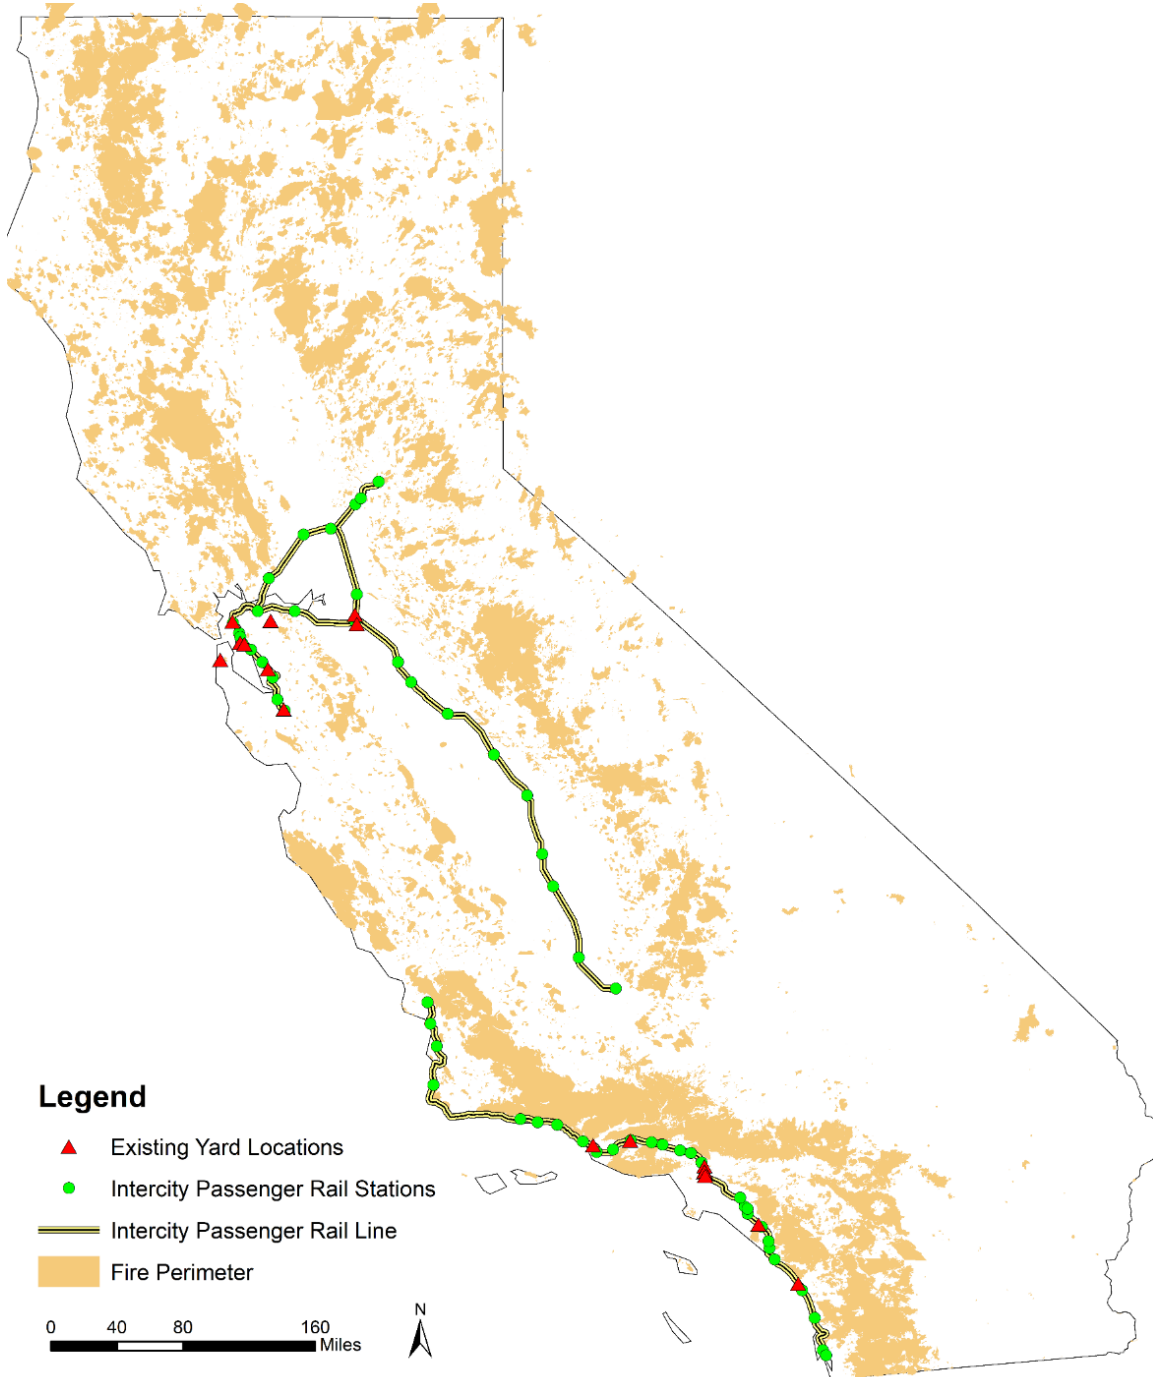 Legend
Existing Yard Locations
Intercity Passenger Rail Stations
Intercity Passenger Rail Line
Fire Perimeter
0 40 80 160
Miles
N